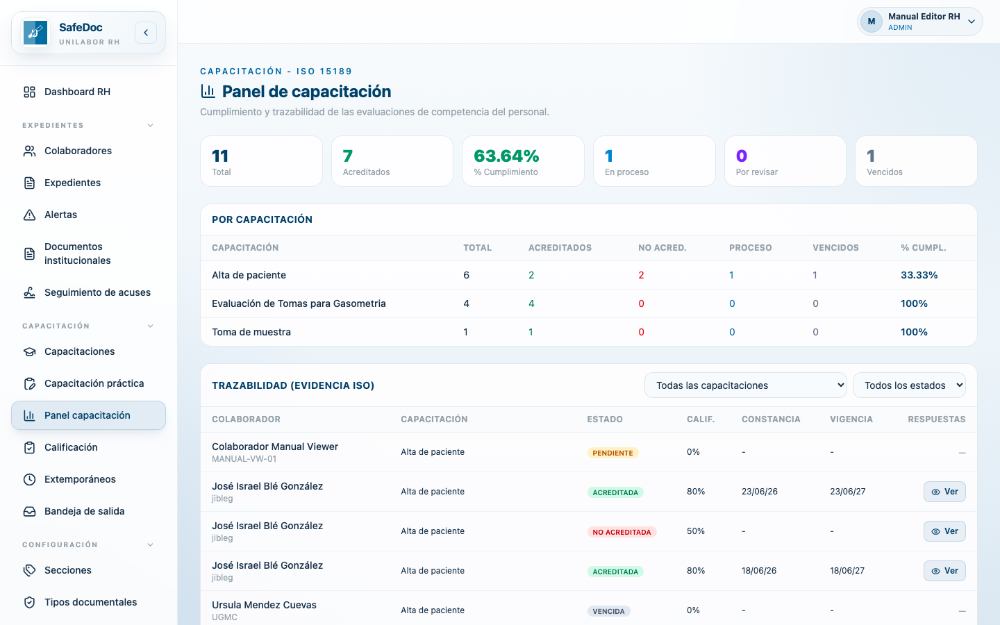 SafeDoc
UNILABOR RH
Dashboard RH
EXPEDIENTES
Colaboradores
Expedientes
Alertas
Documentos
institucionales
Seguimiento de acuses
CAPACITACIÓN
Capacitaciones
Capacitación práctica
Panel capacitación
Calificación
Extemporáneos
Bandeja de salida
CONFIGURACIÓN
Secciones
Tipos documentales
M
Manual Editor RH
ADMIN
CAPACITACIÓN - ISO 15189
Panel de capacitación
Cumplimiento y trazabilidad de las evaluaciones de competencia del personal.
11
Total
7
Acreditados
63.64%
% Cumplimiento
1
En proceso
0
Por revisar
1
Vencidos
POR CAPACITACIÓN
CAPACITACIÓN TOTAL ACREDITADOS NO ACRED. PROCESO VENCIDOS % CUMPL.
Alta de paciente 6 2 2 1 1 33.33%
Evaluación de Tomas para Gasometria 4 4 0 0 0 100%
Toma de muestra 1 1 0 0 0 100%
TRAZABILIDAD (EVIDENCIA ISO) Todas las capacitaciones Todos los estados
COLABORADOR CAPACITACIÓN ESTADO CALIF. CONSTANCIA VIGENCIA RESPUESTAS
Colaborador Manual Viewer
MANUAL-VW-01
Alta de paciente PENDIENTE 0% - - —
José Israel Blé González
jibleg
Alta de paciente ACREDITADA 80% 23/06/26 23/06/27 Ver
José Israel Blé González
jibleg
Alta de paciente NO ACREDITADA 50% - - Ver
José Israel Blé González
jibleg
Alta de paciente ACREDITADA 80% 18/06/26 18/06/27 Ver
Ursula Mendez Cuevas
UGMC
Alta de paciente VENCIDA 0% - - —